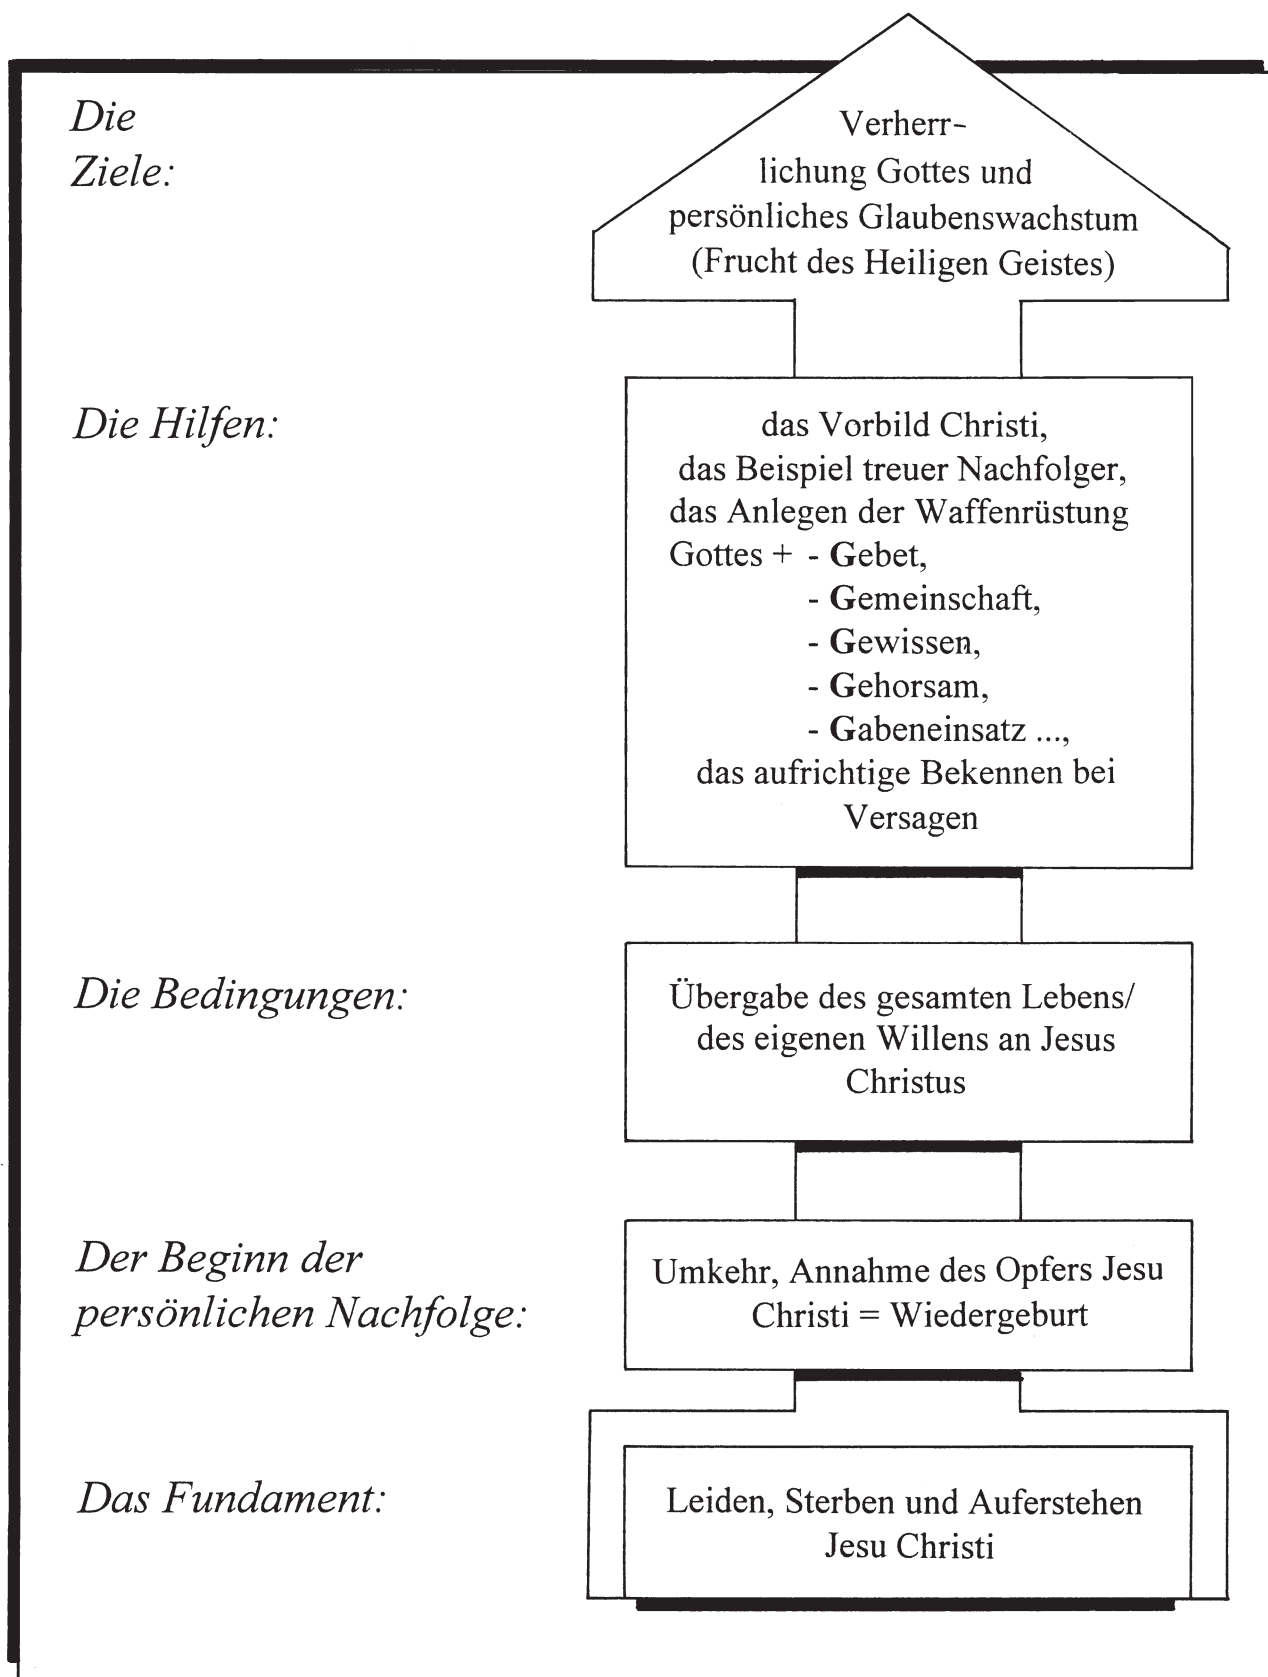 Die
Ziele:
Verherr-
lichung Gottes und
persönliches Glaubenswachstum
(Frucht des Heiligen Geistes)
Die Hilfen:
das Vorbild Christi,
das Beispiel treuer Nachfolger,
das Anlegen der Waffenrüstung
Gottes + - Gebet,
- Gemeinschaft,
- Gewissen,
- Gehorsam,
- Gabeneinsatz ...,
das aufrichtige Bekennen bei
Versagen
Die Bedingungen:
Übergabe des gesamten Lebens/
des eigenen Willens an Jesus
Christus
Der Beginn der
persönlichen Nachfolge:
Umkehr, Annahme des Opfers Jesu
Christi = Wiedergeburt
Das Fundament:
Leiden, Sterben und Auferstehen
Jesu Christi